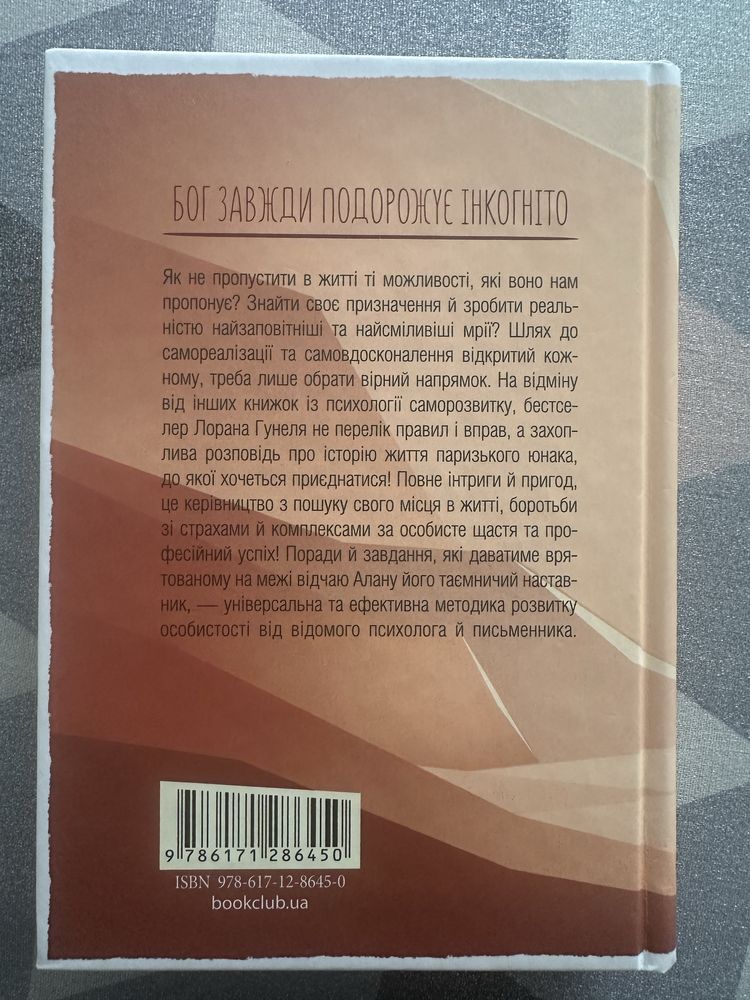 БОГ ЗАВЖДИ ПОДОРОЖУЄ ІНКОГНІТО
Як не пропустити в житті ті можливості, які воно нам
пропонує? Знайти своє призначення й зробити реаль-
ністю найзаповітніші та найсміливіші мрії? Шлях до
самореалізації та самовдосконалення відкритий кож-
ному, треба лише обрати вірний напрямок. На відміну
від інших книжок із психології саморозвитку, бестсе-
лер Лорана Гунеля не перелік правил і вправ, а захоп-
лива розповідь про історію життя паризького юнака,
до якої хочеться приєднатися! Повне інтриги й пригод,
це керівництво з пошуку свого місця в житті, боротьби
зі страхами й комплексами за особисте щастя та про-
фесійний успіх! Поради й завдання, які даватиме вря-
тованому на межі відчаю Алану його таємничий настав-
ник, — універсальна та ефективна методика розвитку
особистості від відомого психолога й письменника.
9 786171 286450
ISBN 978-617-12-8645-0
bookclub.ua